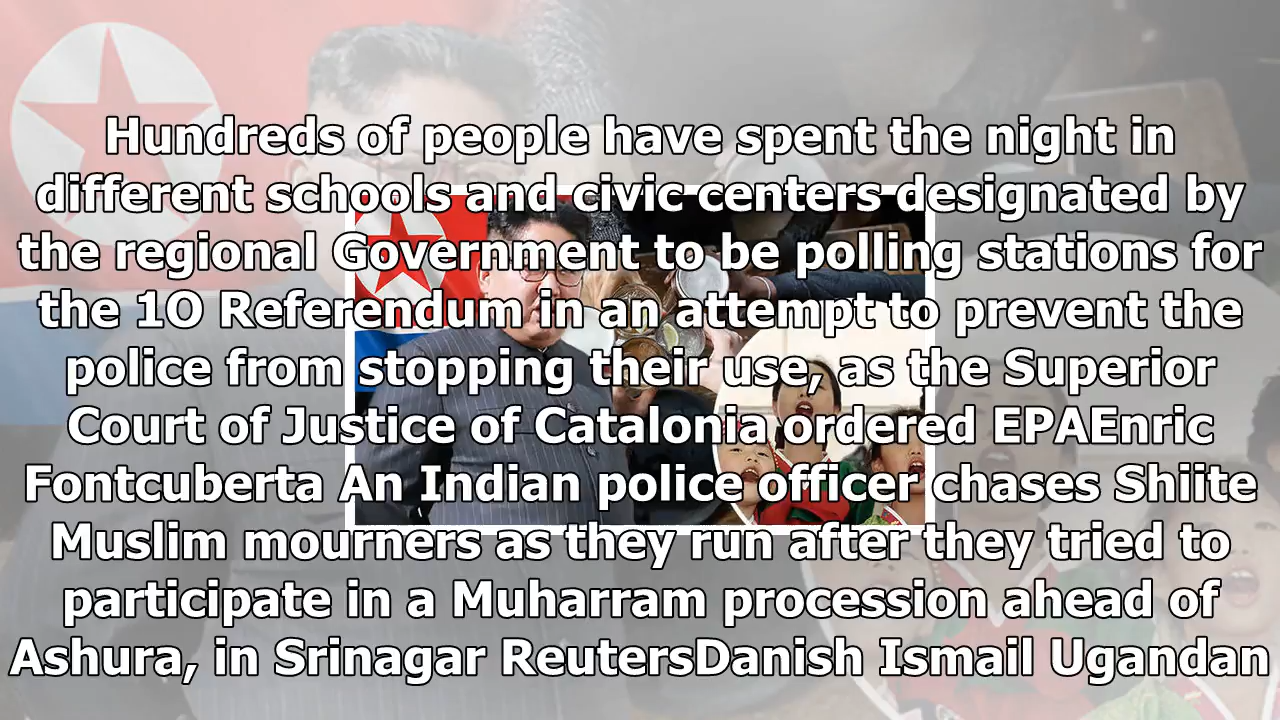 Hundreds of people have spent the night in
different schools and civic centers designated by
the regional Government to be polling stations for
the 1O Referendum in an attempt to prevent the
police from stopping their use, as the Superior
Court of Justice of Catalonia ordered EPAEnric
Fontcuberta An Indian police officer chases Shiite
Muslim mourners as they run after they tried to
participate in a Muharram procession ahead of
Ashura, in Srinagar ReutersDanish Ismail Ugandan